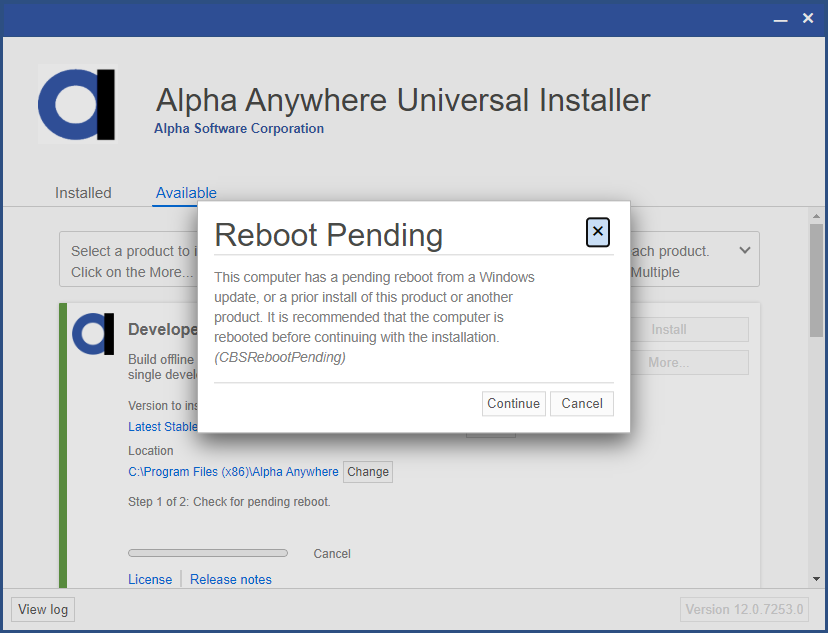 Alpha Anywhere Universal Installer
Alpha Software Corporation
Installed
Available
Select a product to
Click on the More...
ach product.
Multiple
Reboot Pending
This computer has a pending reboot from a Windows
update, or a prior install of this product or another
product. It is recommended that the computer is
rebooted before continuing with the installation.
(CBSRebootPending)
Continue
Cancel
Develope
Build offline
single devel
Install
More...
Version to ins
Latest Stable
Location
C:\Program Files (x86)\Alpha Anywhere
Change
Step 1 of 2: Check for pending reboot.
Cancel
License
Release notes
View log
Version 12.0.7253.0